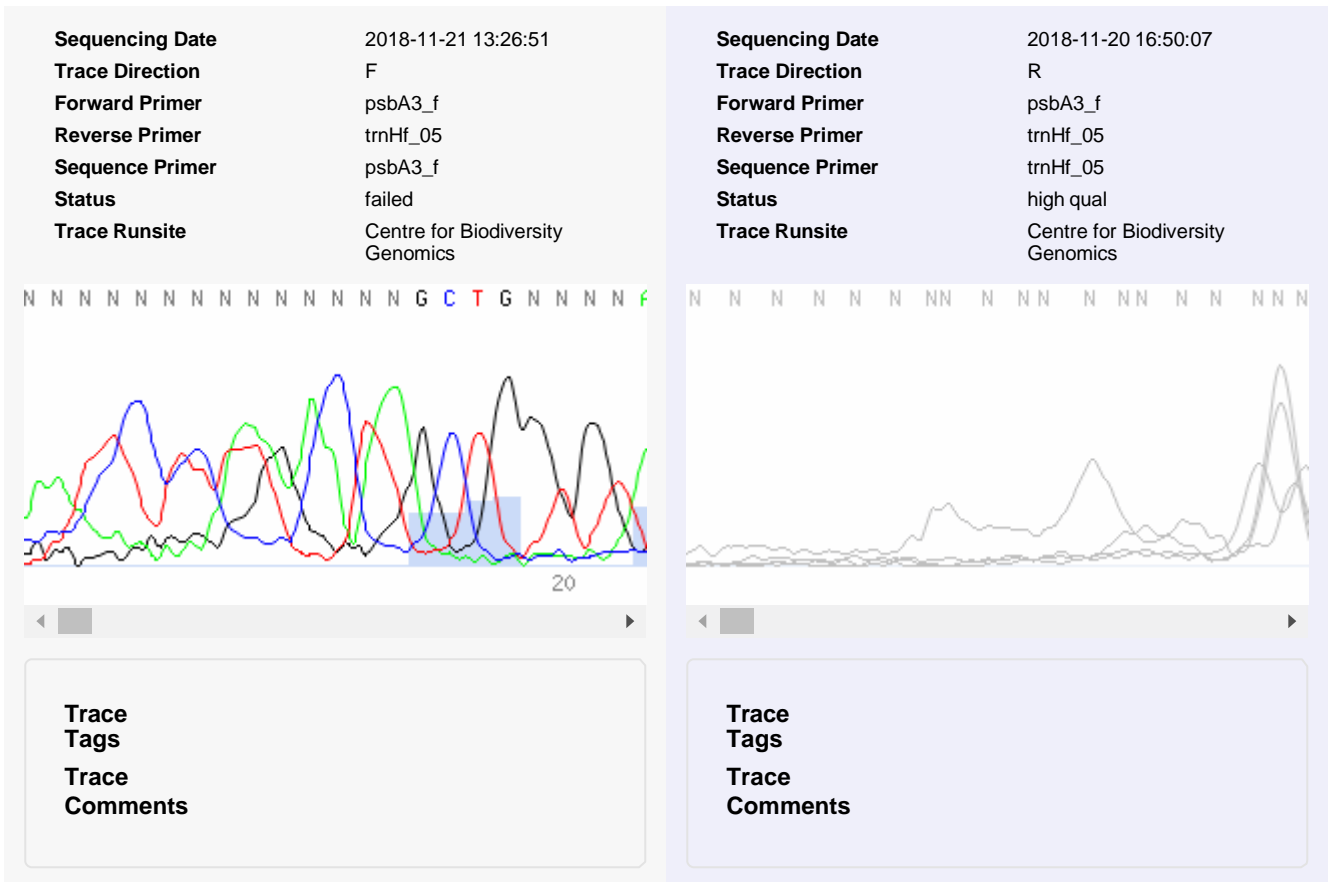 Sequencing Date 2018-11-21 13:26:51
Trace Direction F
Forward Primer psbA3_f
Reverse Primer trnHf_05
Sequence Primer psbA3_f
Status failed
Trace Runsite Centre for Biodiversity
Genomics
N N N N N N N N N N N N N N G C T G N N N N A
20
Trace
Tags
Trace
Comments
Sequencing Date 2018-11-20 16:50:07
Trace Direction R
Forward Primer psbA3_f
Reverse Primer trnHf_05
Sequence Primer trnHf_05
Status high qual
Trace Runsite Centre for Biodiversity
Genomics
N N N N N N NN N N N N N N N N N N N
Trace
Tags
Trace
Comments